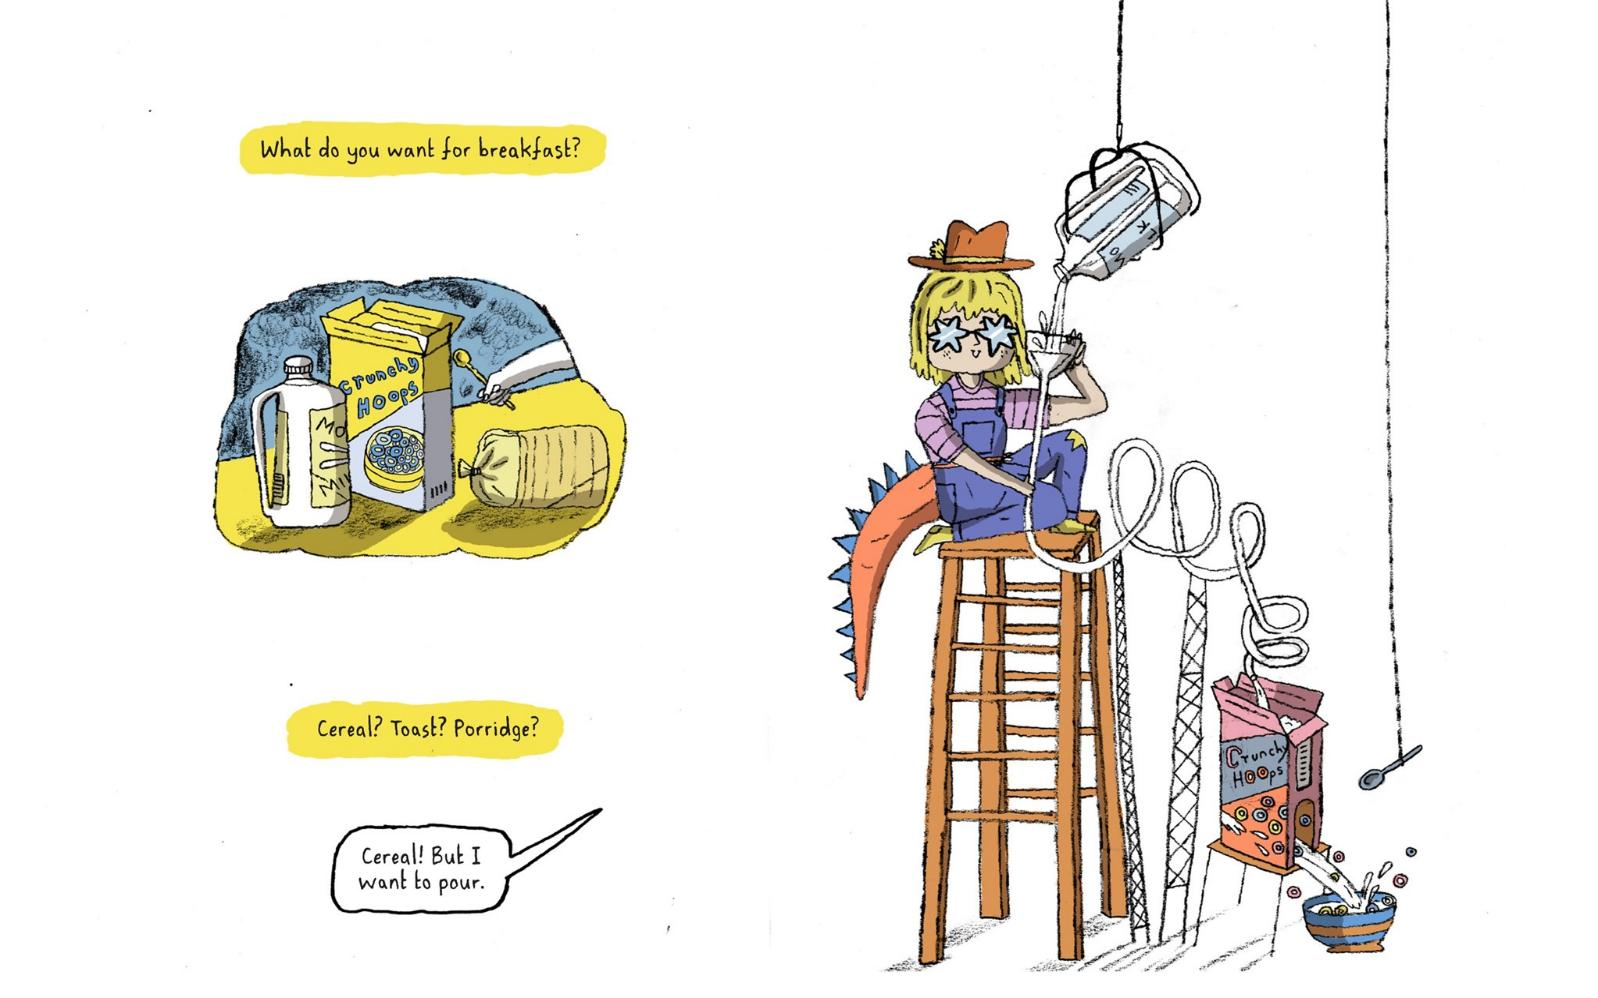 What do you want for breakfast?
Crunchy
Hoops
Cereal? Toast? Porridge?
Cereal! But I
want to pour.
Crunchy
Hoops